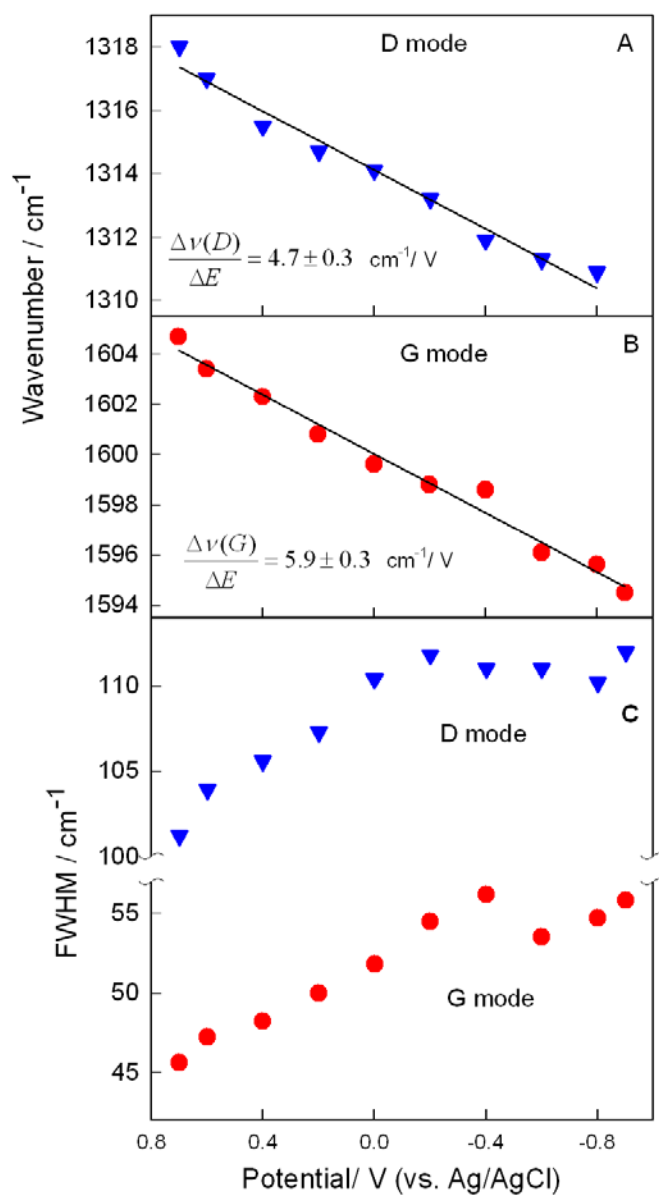 D mode
A
1318
1316
1314
1312
1310
Δν(D)
ΔE
= 4.7 ± 0.3 cm⁻¹/ V
Wavenumber / cm⁻¹
G mode
B
1604
1602
1600
1598
1596
1594
Δν(G)
ΔE
= 5.9 ± 0.3 cm⁻¹/ V
C
110
105
100
D mode
FWHM / cm⁻¹
55
50
45
G mode
0.8 0.4 0.0 -0.4 -0.8
Potential/ V (vs. Ag/AgCl)